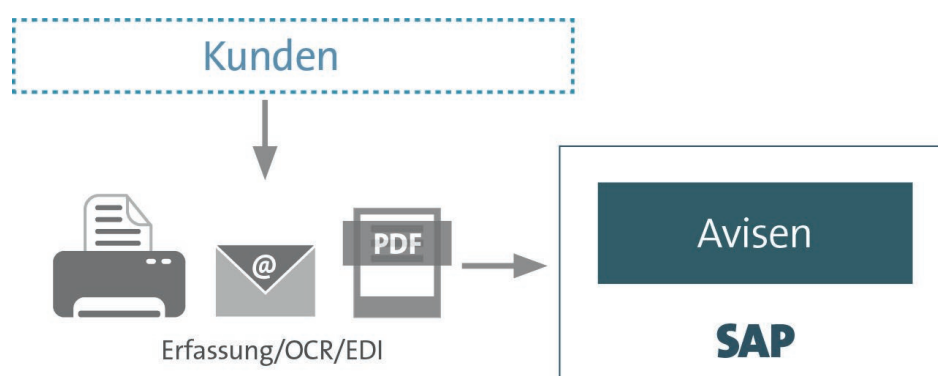 Kunden
@
PDF
Avisen
Erfassung/OCR/EDI
SAP